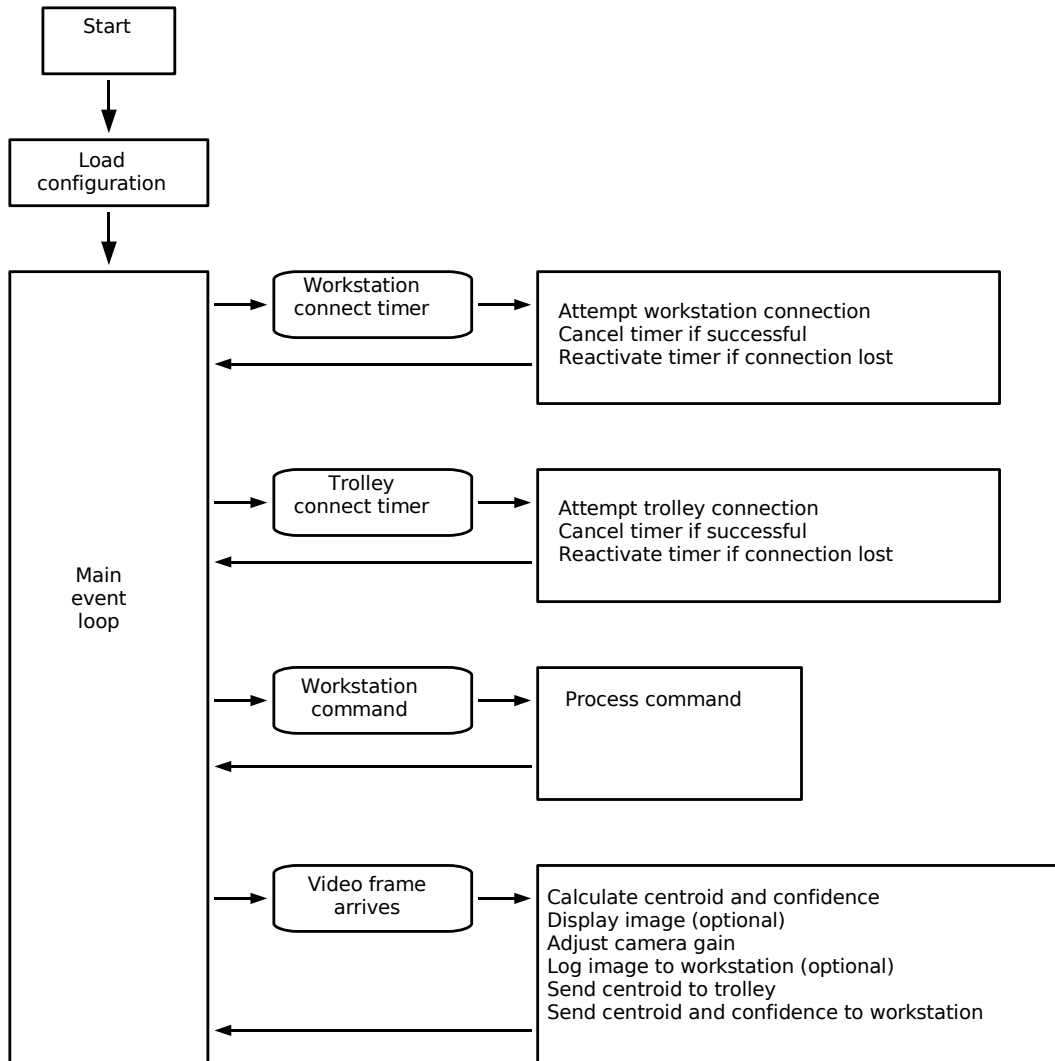 Start
Load
configuration
Workstation
connect timer
Attempt workstation connection
Cancel timer if successful
Reactivate timer if connection lost
Trolley
connect timer
Attempt trolley connection
Cancel timer if successful
Reactivate timer if connection lost
Main
event
loop
Workstation
command
Process command
Video frame
arrives
Calculate centroid and confidence
Display image (optional)
Adjust camera gain
Log image to workstation (optional)
Send centroid to trolley
Send centroid and confidence to workstation